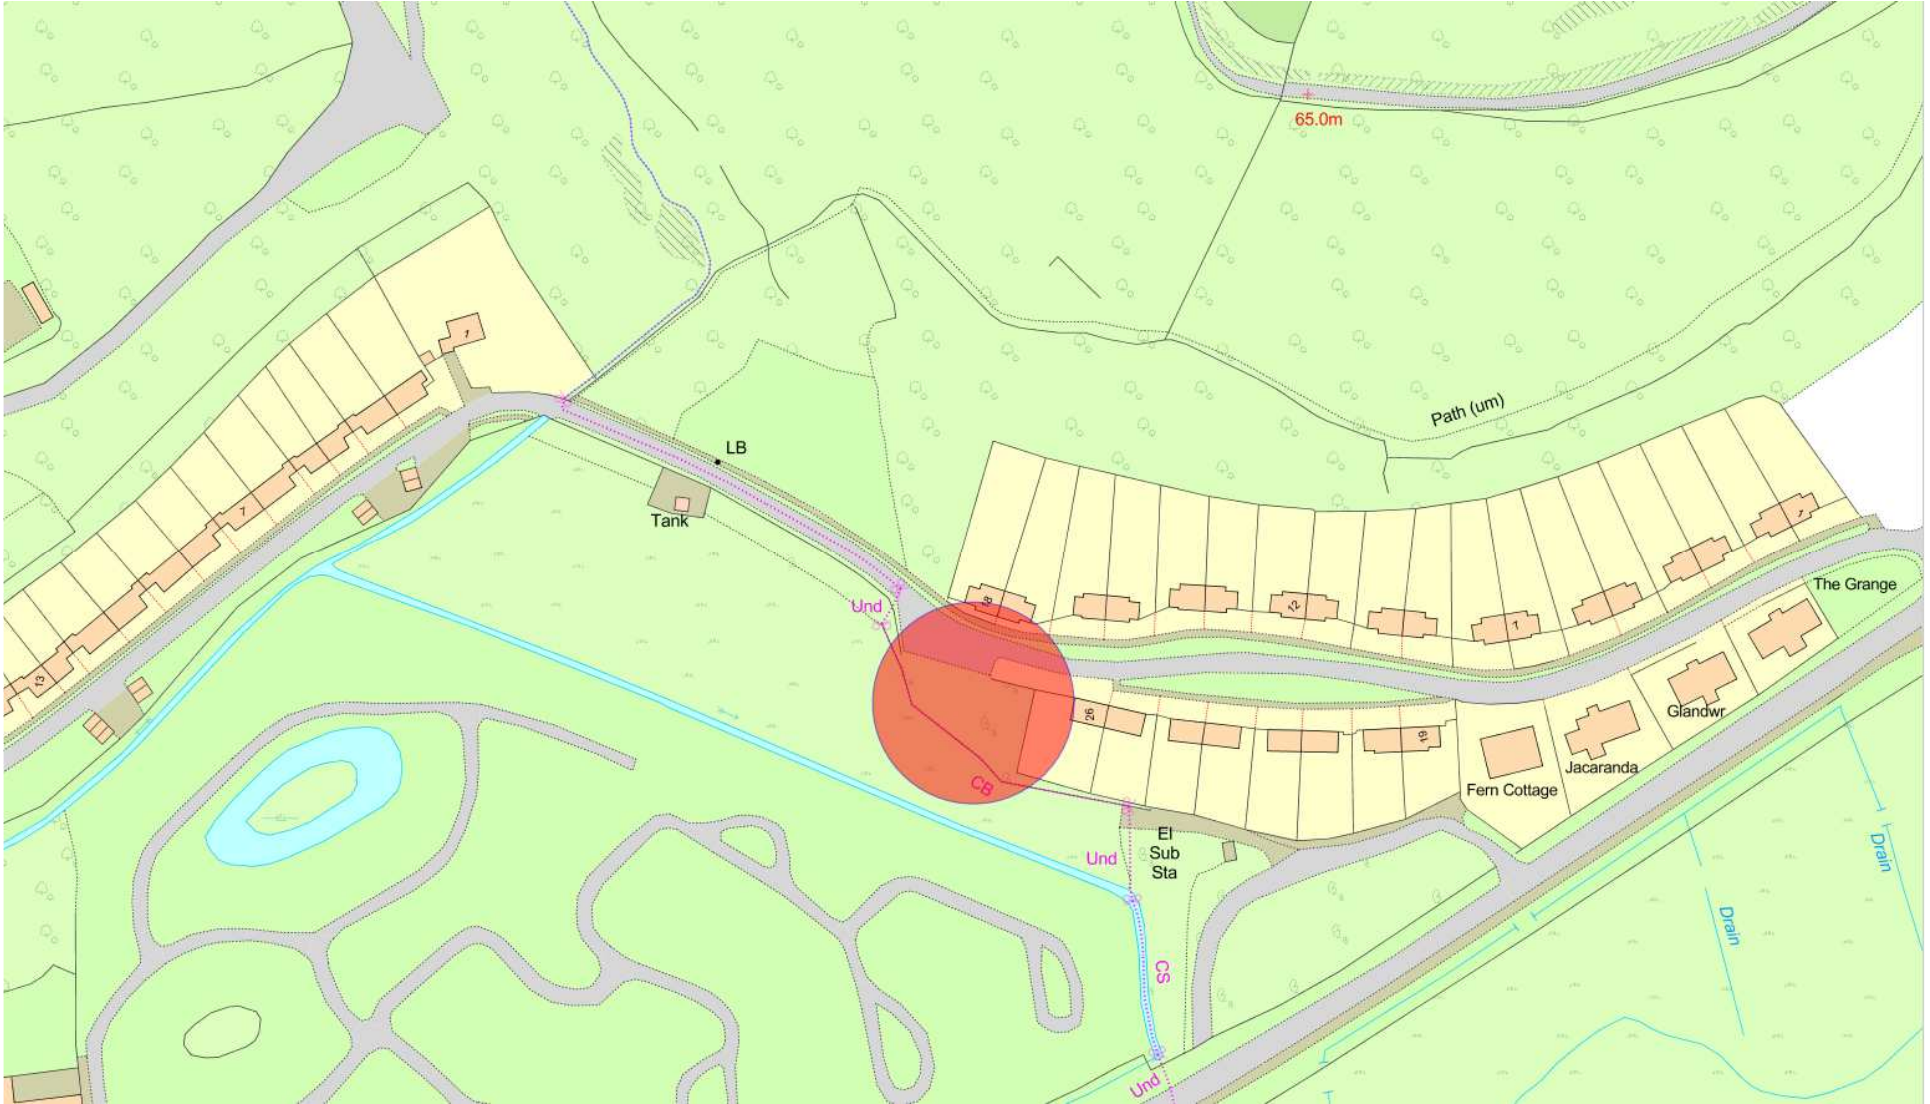 65.0m
1
Path (um)
LB
7
Tank
1
The Grange
Und
18
12
7
13
26
19
Glandwr
Jacaranda
CB
Fern Cottage
El
Sub
Sta
Und
Drain
Drain
CS
Und